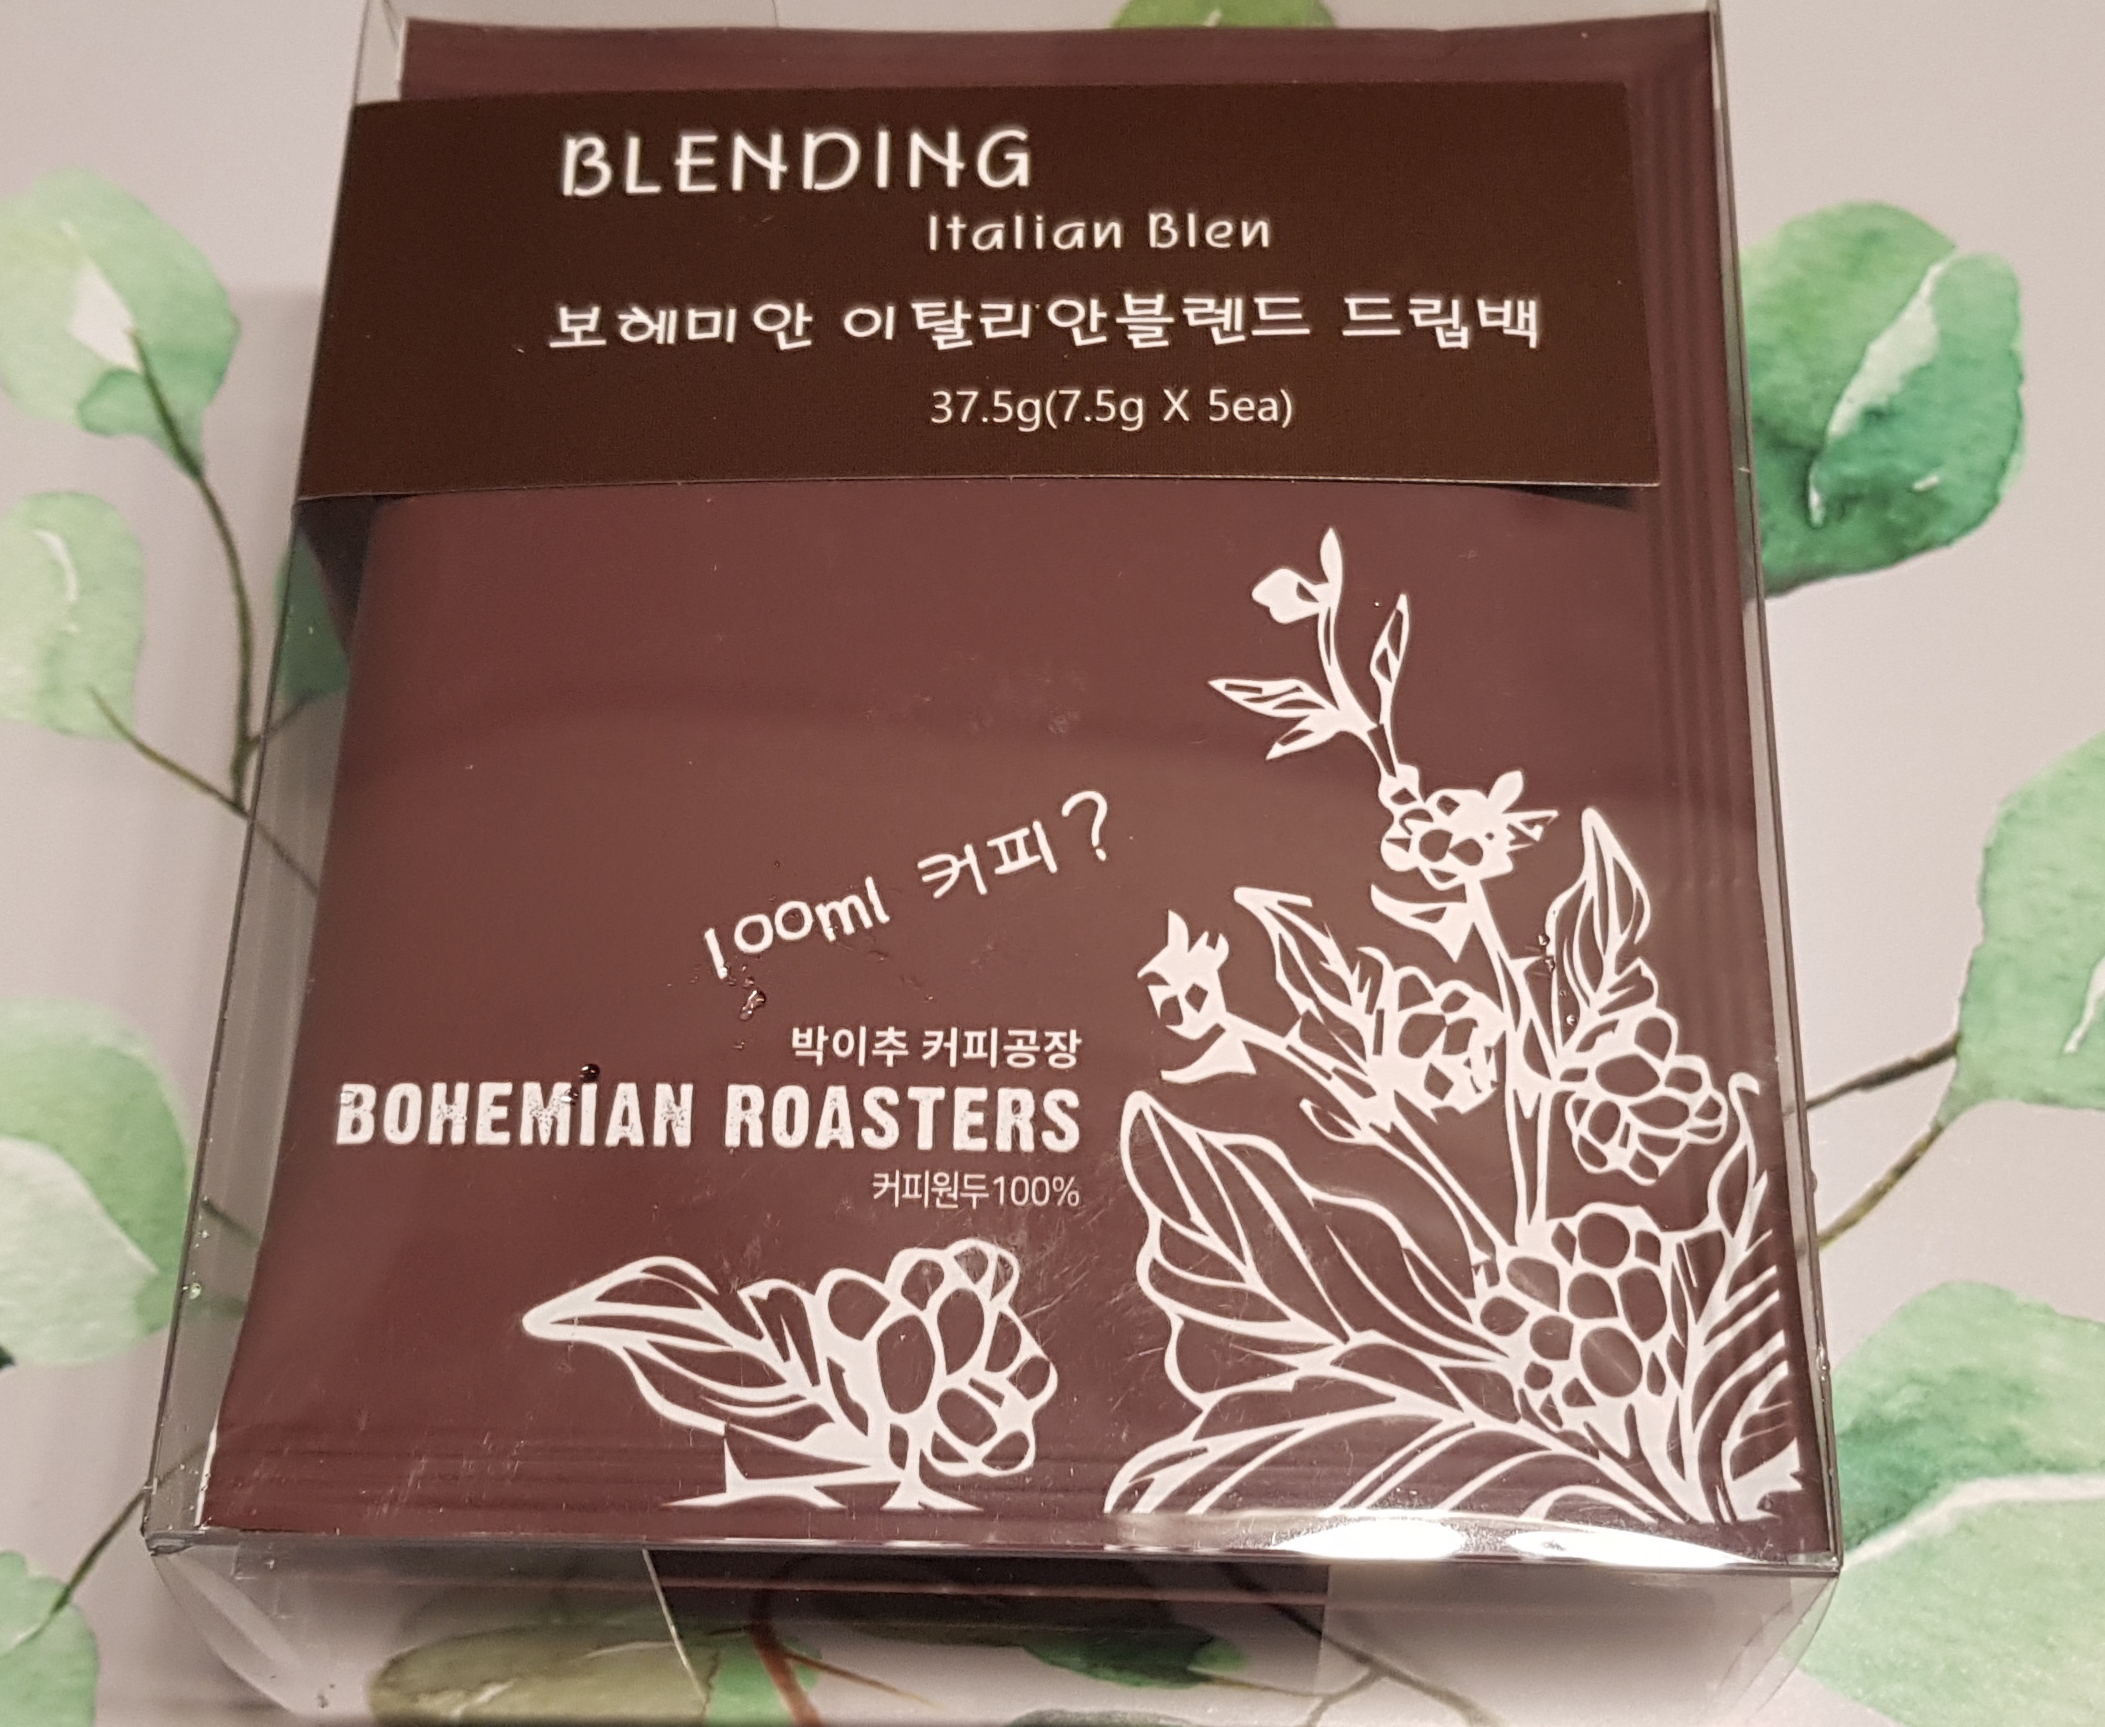 BLENDING
Italian Blen
보헤미안 이탈리안블렌드 드립백
37.5g(7.5g X 5ea)
100ml 커피?
박이추 커피공장
BOHEMIAN ROASTERS
커피원두100%